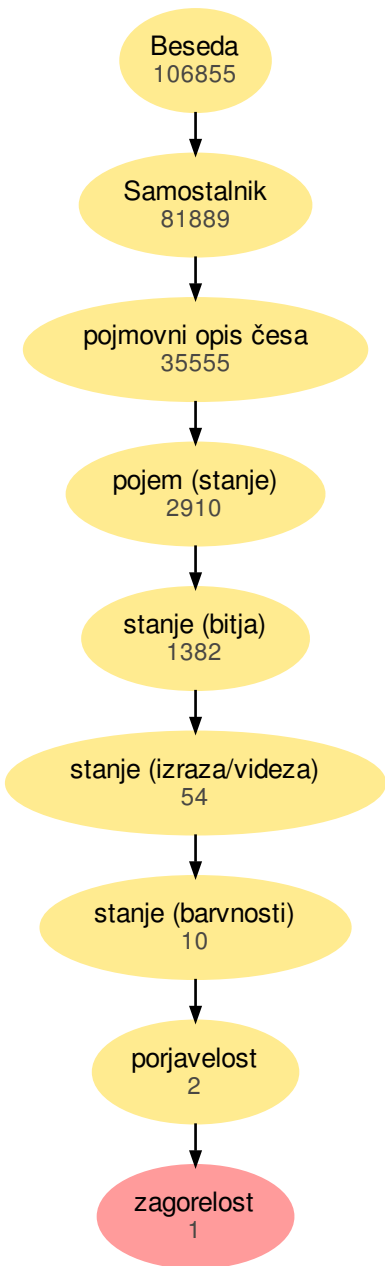 Beseda
106855
Samostalnik
81889
pojmovni opis česa
35555
pojem (stanje)
2910
stanje (bitja)
1382
stanje (izraza/videza)
54
stanje (barvnosti)
10
porjavelost
2
zagorelost
1